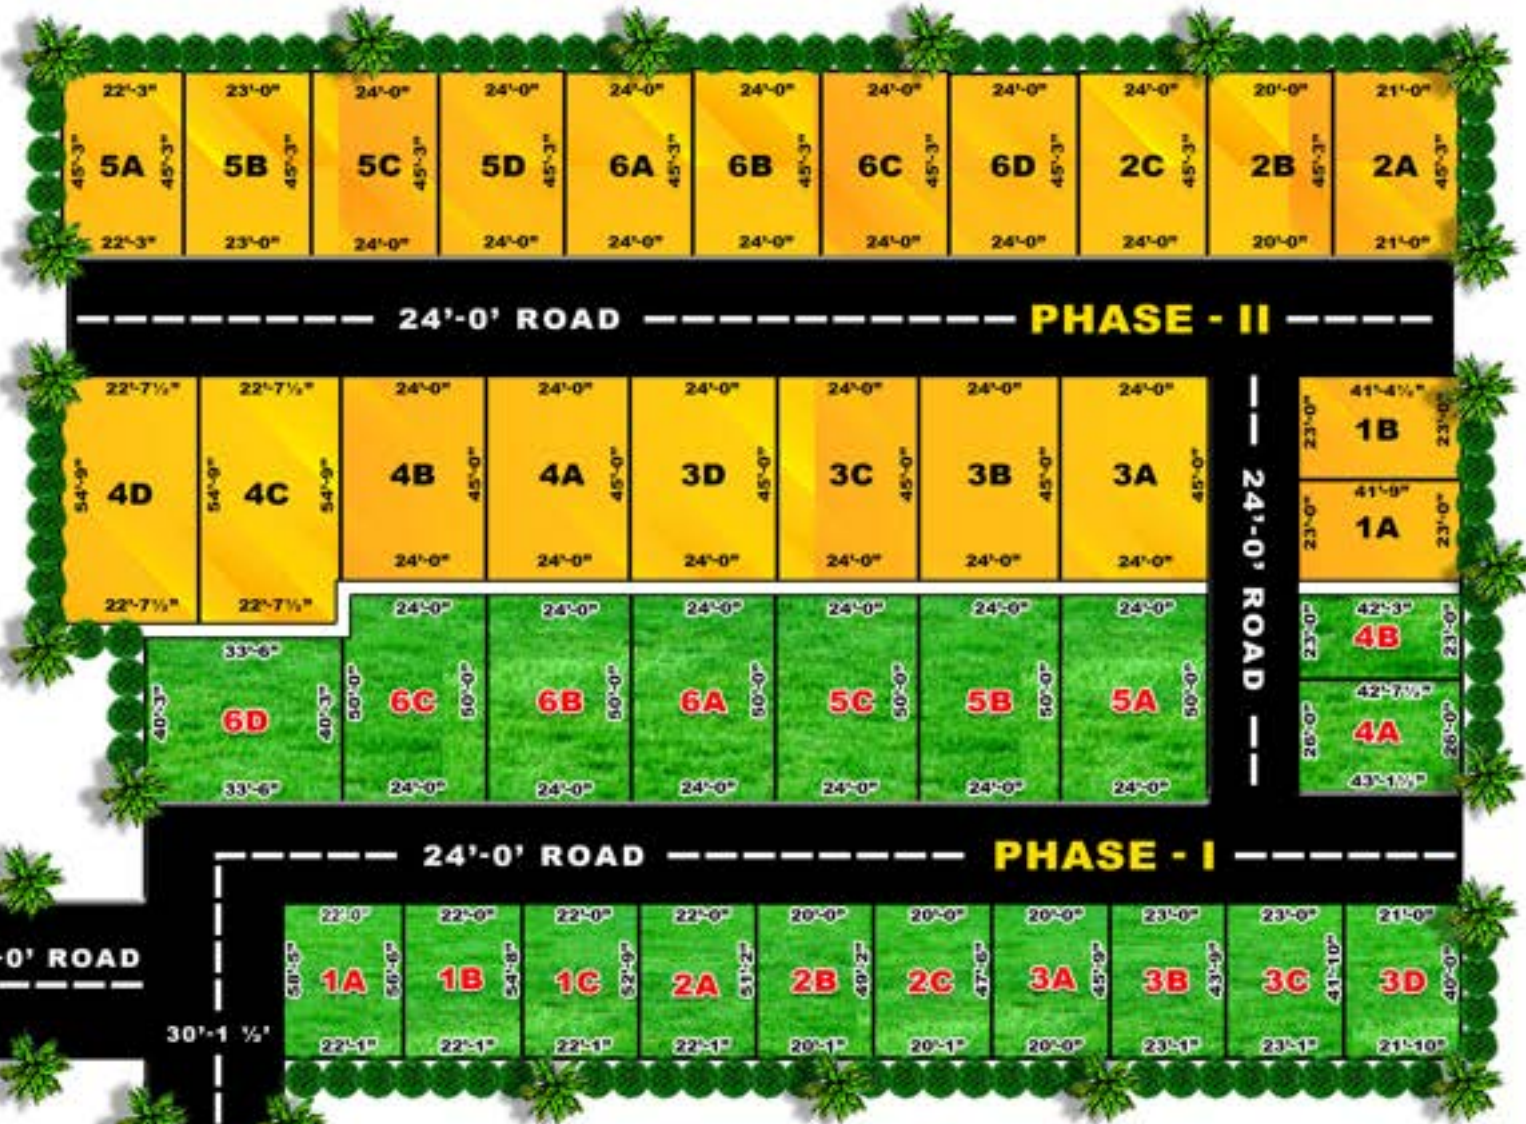 22'-3" 23'-0" 24'-0" 24'-0" 24'-0" 24'-0" 24'-0" 24'-0" 24'-0" 20'-0" 21'-0"
45'-3" 5A 45'-3" 5B 45'-3" 5C 45'-3" 5D 45'-3" 6A 45'-3" 6B 45'-3" 6C 45'-3" 6D 45'-3" 2C 45'-3" 2B 45'-3" 2A 45'-3"
22'-3" 23'-0" 24'-0" 24'-0" 24'-0" 24'-0" 24'-0" 24'-0" 24'-0" 20'-0" 21'-0"
24'-0' ROAD PHASE - II
22'-7½" 22'-7½" 24'-0" 24'-0" 24'-0" 24'-0" 24'-0" 24'-0"
54'-9" 4D 54'-9" 4C 54'-9" 4B 45'-0" 4A 45'-0" 3D 45'-0" 3C 45'-0" 3B 45'-0" 3A 45'-0"
24'-0" 24'-0" 24'-0" 24'-0" 24'-0" 24'-0"
22'-7½" 22'-7½"
24'-0' ROAD
41'-4½"
23'-0" 1B 23'-0"
41'-9"
23'-0" 1A 23'-0"
24'-0" 24'-0" 24'-0" 24'-0" 24'-0" 24'-0"
33'-6"
40'-3" 6D 40'-3" 50'-0" 6C 50'-0" 6B 50'-0" 6A 50'-0" 5C 50'-0" 5B 50'-0" 5A 50'-0"
33'-6" 24'-0" 24'-0" 24'-0" 24'-0" 24'-0" 24'-0"
42'-3"
23'-0" 4B 23'-0"
42'-7½"
26'-0" 4A 26'-0"
43'-1½"
24'-0' ROAD PHASE - I
22'-0" 22'-0" 22'-0" 22'-0" 20'-0" 20'-0" 20'-0" 23'-0" 23'-0" 21'-0"
1A 56'-6" 1B 54'-8" 1C 52'-9" 2A 51'-2" 2B 49'-2" 2C 47'-6" 3A 45'-9" 3B 43'-9" 3C 41'-10" 3D 40'-0"
22'-1" 22'-1" 22'-1" 22'-1" 20'-1" 20'-1" 20'-0" 23'-1" 23'-1" 21'-10"
-0' ROAD
30'-1 ½'